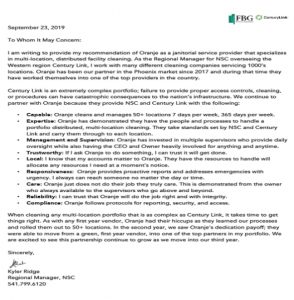 FBG
CenturyLink
September 23, 2019
To Whom It May Concern:
I am writing to provide my recommendation of Oranje as a janitorial service provider that specializes
in multi-location, distributed facility cleaning. As the Regional Manager for NSC overseeing the
Western region Century Link, I work with many different cleaning companies servicing 1000's
locations. Oranje has been our partner in the Phoenix market since 2017 and during that time they
have worked themselves into one of the top providers in this country.
Century Link is an extremely complex portfolio; failure to provide proper access controls, cleaning,
or procedures can have catastrophic consequences to the nation's infrastructure. We continue to
partner with Oranje because they provide NSC and Century Link with the following:
• Capable: Oranje cleans and manages 50+ locations 7 days per week, 365 days per week.
• Expertise: Oranje has demonstrated they have the people and processes to handle a
portfolio distributed, multi-location cleaning. They take standards set by NSC and Century Link
and carry them through to each location.
• Management and Supervision: Oranje has invested in multiple supervisors who provide daily
oversight while also having the CEO and Owner heavily involved for anything and anytime.
• Trustworthy: If I ask Oranje to do something, I can trust it will get done.
• Local: I know that my accounts matter to Oranje. They have the resources to handle will
allocate any resources I need at a moment's notice.
• Responsiveness: Oranje provides proactive reports and addresses emergencies with
urgency. I always can reach someone no matter the day or time.
• Care: Oranje just does not do their job they truly care. This is demonstrated from the owner
who always available to the supervisors who go above and beyond.
• Reliability: I can trust that Oranje will do the job right and with integrity.
• Compliance: Oranje follows protocols for reporting, security, and access.
When cleaning any multi-location portfolio that is as complex as Century Link, it takes time to get
things right. As with any first year vendor, Oranje had their hiccups as they learned our processes
and rolled them out to 50+ locations. In the second year, we saw Oranje's dedication payoff; they
were able to move from a green, first year vendor, into one of the top partners in my portfolio. We
are excited to see this partnership continue to grow as we move into our third year.
Sincerely,
Kyler Ridge
Regional Manager, NSC
541.799.6120